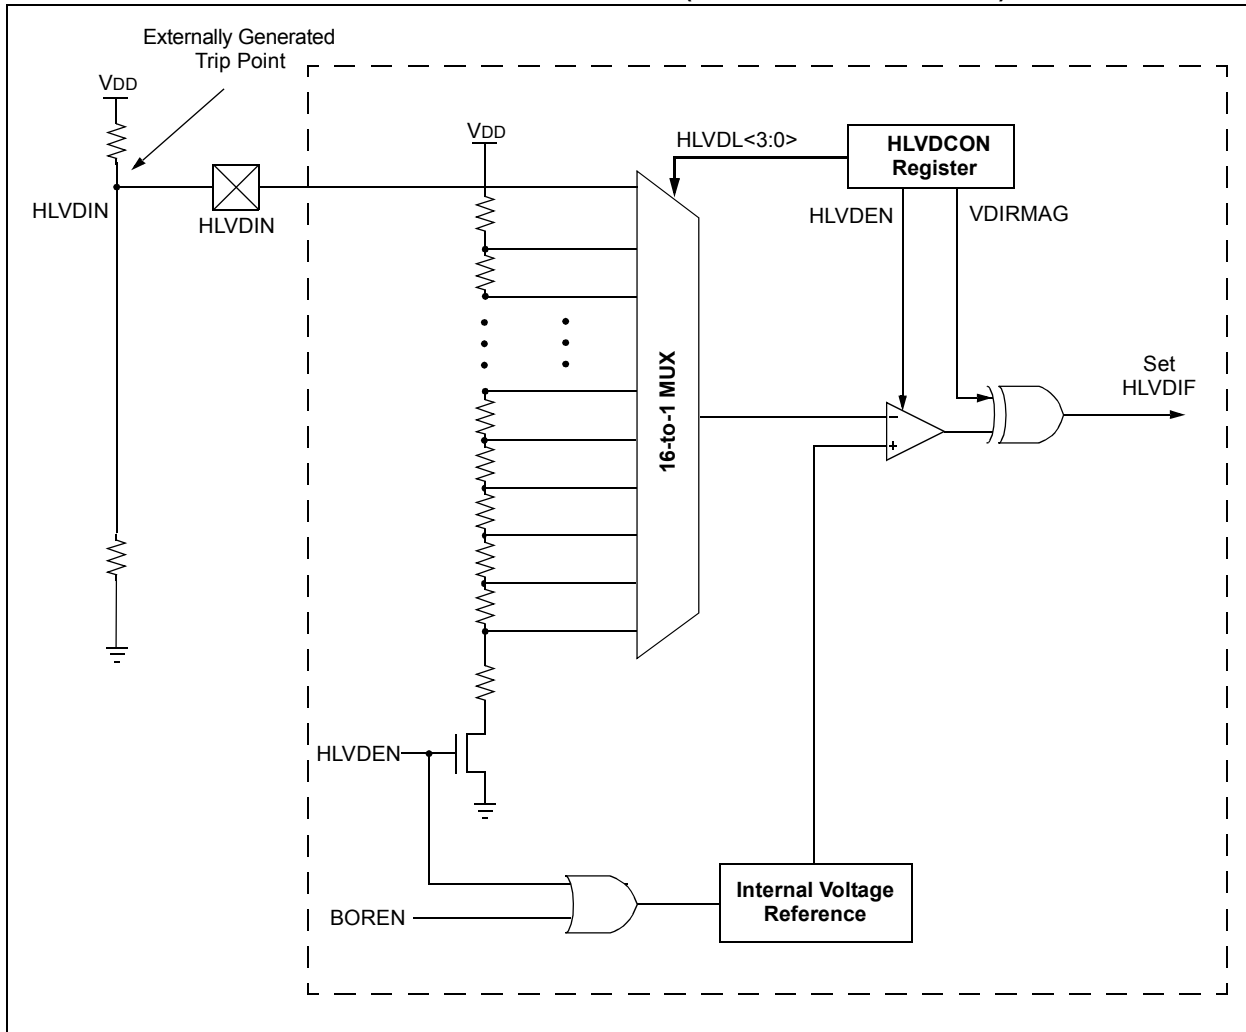 Externally Generated
Trip Point
VDD
VDD
HLVDL<3:0>
HLVDCON
Register
HLVDIN
HLVDIN
HLVDEN
VDIRMAG
16-to-1 MUX
Set
HLVDIF
–
+
HLVDEN
BOREN
Internal Voltage
Reference